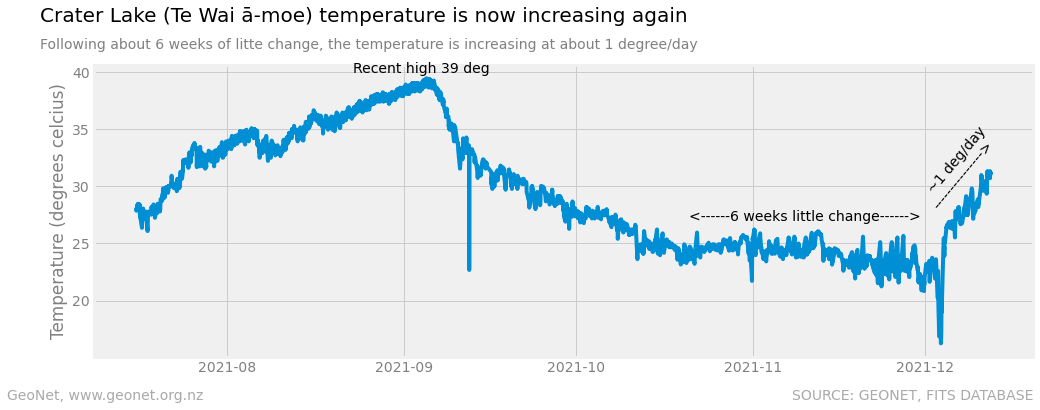 Crater Lake (Te Wai ā-moe) temperature is now increasing again
Following about 6 weeks of litte change, the temperature is increasing at about 1 degree/day
Recent high 39 deg
40
35
30
25
20
Temperature (degrees celcius)
~1 deg/day
------->
<------6 weeks little change------>
2021-08
2021-09
2021-10
2021-11
2021-12
GeoNet, www.geonet.org.nz
SOURCE: GEONET, FITS DATABASE